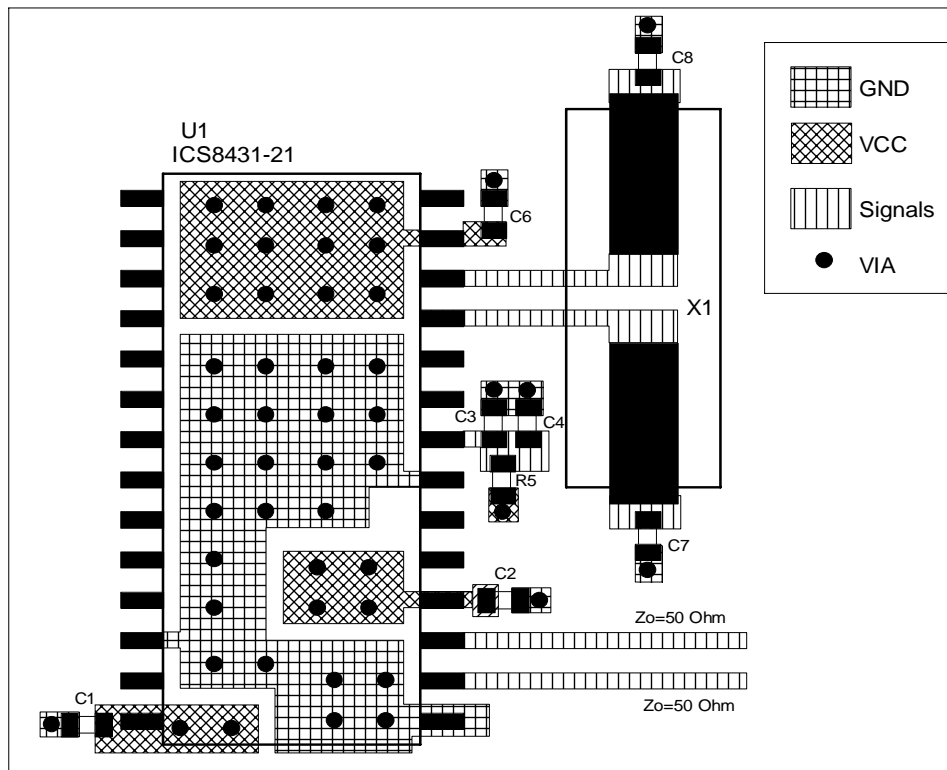 C8
GND
U1
ICS8431-21
VCC
C6
Signals
VIA
X1
C3
C4
R5
C7
C2
Zo=50 Ohm
C1
Zo=50 Ohm